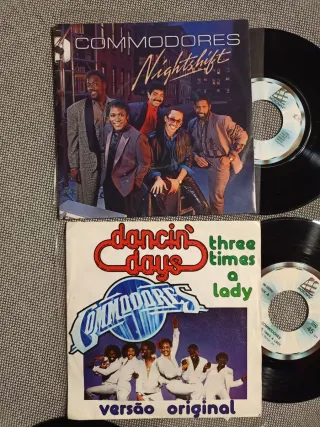 COMMODORES
Nightshift
dancin'
days
three
times
a
lady
COMMODORES
versão original